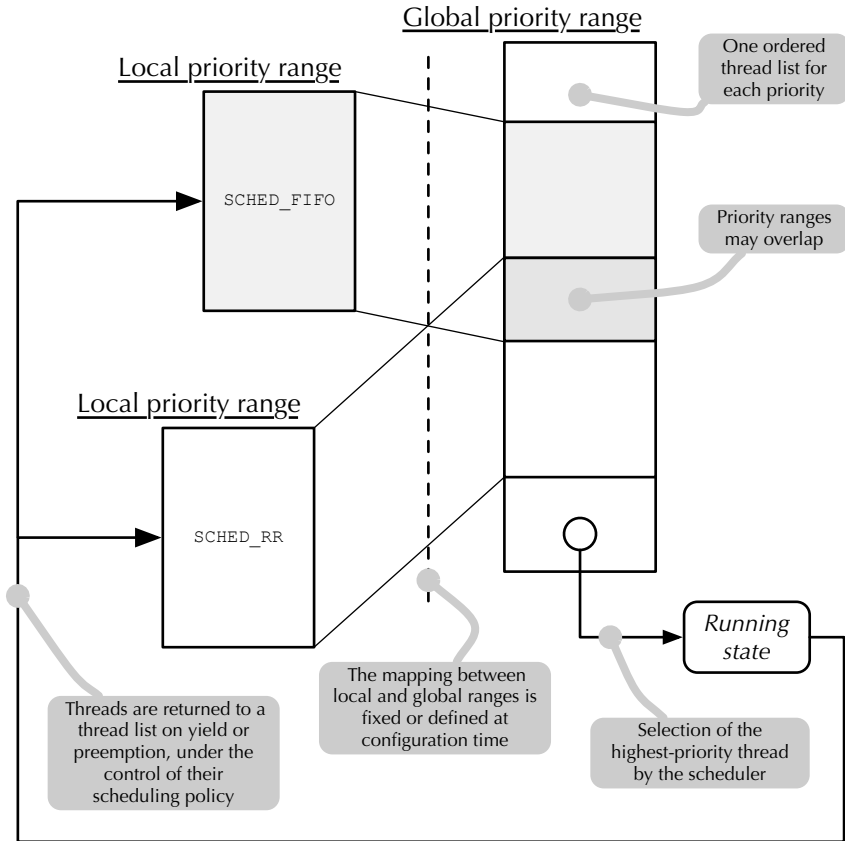 Global priority range
One ordered
thread list for
each priority
Local priority range
SCHED_FIFO
Priority ranges
may overlap
Local priority range
SCHED_RR
Running
state
The mapping between
local and global ranges is
fixed or defined at
configuration time
Threads are returned to a
thread list on yield or
preemption, under the
control of their
scheduling policy
Selection of the
highest-priority thread
by the scheduler